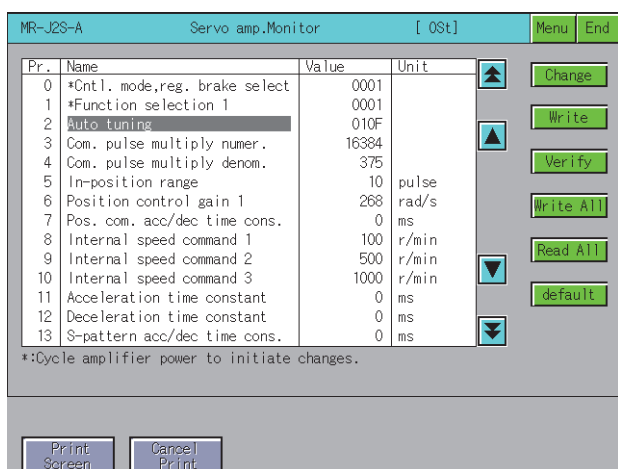 MR-J2S-A Servo amp.Monitor [ 0St] Menu End
Pr. Name Value Unit
0 *Cntl. mode,reg. brake select 0001
1 *Function selection 1 0001
2 Auto tuning 010F
3 Com. pulse multiply numer. 16384
4 Com. pulse multiply denom. 375
5 In-position range 10 pulse
6 Position control gain 1 268 rad/s
7 Pos. com. acc/dec time cons. 0 ms
8 Internal speed command 1 100 r/min
9 Internal speed command 2 500 r/min
10 Internal speed command 3 1000 r/min
11 Acceleration time constant 0 ms
12 Deceleration time constant 0 ms
13 S-pattern acc/dec time cons. 0 ms
*:Cycle amplifier power to initiate changes.
Change
Write
Verify
Write All
Read All
default
Print
Screen
Cancel
Print